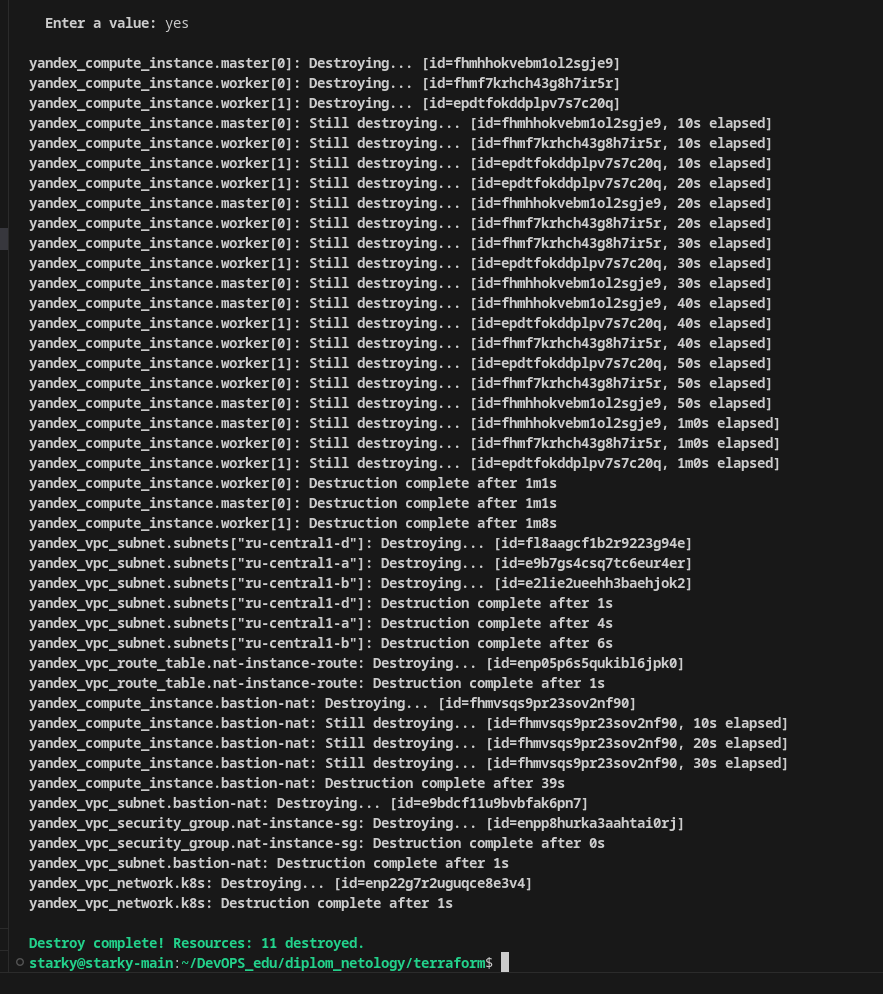 Enter a value: yes
yandex_compute_instance.master[0]: Destroying... [id=fhmhhokvebm1ol2sgje9]
yandex_compute_instance.worker[0]: Destroying... [id=fhmf7krhch43g8h7ir5r]
yandex_compute_instance.worker[1]: Destroying... [id=epdtfokddplpv7s7c20q]
yandex_compute_instance.master[0]: Still destroying... [id=fhmhhokvebm1ol2sgje9, 10s elapsed]
yandex_compute_instance.worker[0]: Still destroying... [id=fhmf7krhch43g8h7ir5r, 10s elapsed]
yandex_compute_instance.worker[1]: Still destroying... [id=epdtfokddplpv7s7c20q, 10s elapsed]
yandex_compute_instance.worker[1]: Still destroying... [id=epdtfokddplpv7s7c20q, 20s elapsed]
yandex_compute_instance.master[0]: Still destroying... [id=fhmhhokvebm1ol2sgje9, 20s elapsed]
yandex_compute_instance.worker[0]: Still destroying... [id=fhmf7krhch43g8h7ir5r, 20s elapsed]
yandex_compute_instance.worker[0]: Still destroying... [id=fhmf7krhch43g8h7ir5r, 30s elapsed]
yandex_compute_instance.worker[1]: Still destroying... [id=epdtfokddplpv7s7c20q, 30s elapsed]
yandex_compute_instance.master[0]: Still destroying... [id=fhmhhokvebm1ol2sgje9, 30s elapsed]
yandex_compute_instance.master[0]: Still destroying... [id=fhmhhokvebm1ol2sgje9, 40s elapsed]
yandex_compute_instance.worker[1]: Still destroying... [id=epdtfokddplpv7s7c20q, 40s elapsed]
yandex_compute_instance.worker[0]: Still destroying... [id=fhmf7krhch43g8h7ir5r, 40s elapsed]
yandex_compute_instance.worker[1]: Still destroying... [id=epdtfokddplpv7s7c20q, 50s elapsed]
yandex_compute_instance.worker[0]: Still destroying... [id=fhmf7krhch43g8h7ir5r, 50s elapsed]
yandex_compute_instance.master[0]: Still destroying... [id=fhmhhokvebm1ol2sgje9, 50s elapsed]
yandex_compute_instance.master[0]: Still destroying... [id=fhmhhokvebm1ol2sgje9, 1m0s elapsed]
yandex_compute_instance.worker[0]: Still destroying... [id=fhmf7krhch43g8h7ir5r, 1m0s elapsed]
yandex_compute_instance.worker[1]: Still destroying... [id=epdtfokddplpv7s7c20q, 1m0s elapsed]
yandex_compute_instance.worker[0]: Destruction complete after 1m1s
yandex_compute_instance.master[0]: Destruction complete after 1m1s
yandex_compute_instance.worker[1]: Destruction complete after 1m8s
yandex_vpc_subnet.subnets["ru-central1-d"]: Destroying... [id=fl8aagcf1b2r9223g94e]
yandex_vpc_subnet.subnets["ru-central1-a"]: Destroying... [id=e9b7gs4csq7tc6eur4er]
yandex_vpc_subnet.subnets["ru-central1-b"]: Destroying... [id=e2lie2ueehh3baehjok2]
yandex_vpc_subnet.subnets["ru-central1-d"]: Destruction complete after 1s
yandex_vpc_subnet.subnets["ru-central1-a"]: Destruction complete after 4s
yandex_vpc_subnet.subnets["ru-central1-b"]: Destruction complete after 6s
yandex_vpc_route_table.nat-instance-route: Destroying... [id=enp05p6s5qukibl6jpk0]
yandex_vpc_route_table.nat-instance-route: Destruction complete after 1s
yandex_compute_instance.bastion-nat: Destroying... [id=fhmvsqs9pr23sov2nf90]
yandex_compute_instance.bastion-nat: Still destroying... [id=fhmvsqs9pr23sov2nf90, 10s elapsed]
yandex_compute_instance.bastion-nat: Still destroying... [id=fhmvsqs9pr23sov2nf90, 20s elapsed]
yandex_compute_instance.bastion-nat: Still destroying... [id=fhmvsqs9pr23sov2nf90, 30s elapsed]
yandex_compute_instance.bastion-nat: Destruction complete after 39s
yandex_vpc_subnet.bastion-nat: Destroying... [id=e9bdcf11u9bvbfak6pn7]
yandex_vpc_security_group.nat-instance-sg: Destroying... [id=enpp8hurka3aahtai0rj]
yandex_vpc_security_group.nat-instance-sg: Destruction complete after 0s
yandex_vpc_subnet.bastion-nat: Destruction complete after 1s
yandex_vpc_network.k8s: Destroying... [id=enp22g7r2uguqce8e3v4]
yandex_vpc_network.k8s: Destruction complete after 1s
Destroy complete! Resources: 11 destroyed.
starky@starky-main:~/DevOPS_edu/diplom_netology/terraform$